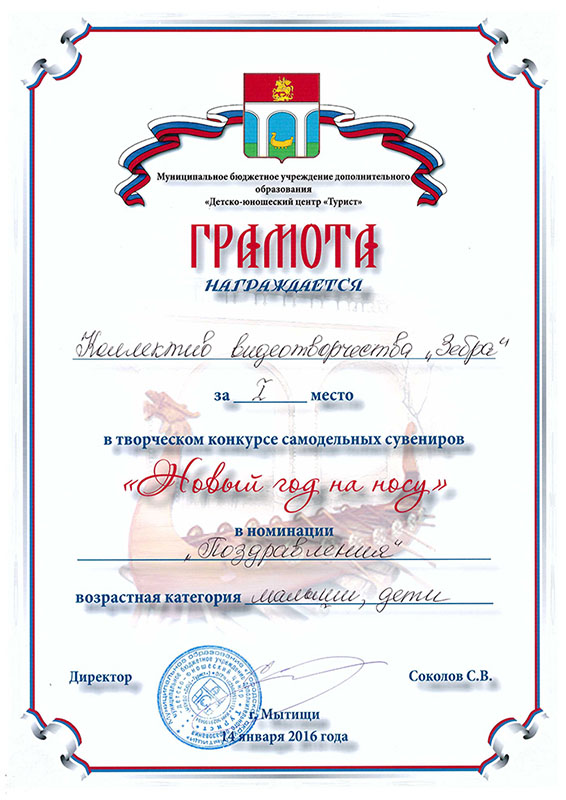 Муниципальное бюджетное учреждение дополнительного
образования
«Детско-юношеский центр «Турист»
ГРАМОТА
НАГРАЖДАЕТСЯ
Коллектив видеотворчества „Зебра“
за I место
в творческом конкурсе самодельных сувениров
«Новый год на носу»
в номинации
„Поздравления“
возрастная категория малыши, дети
Директор Соколов С.В.
г. Мытищи
14 января 2016 года